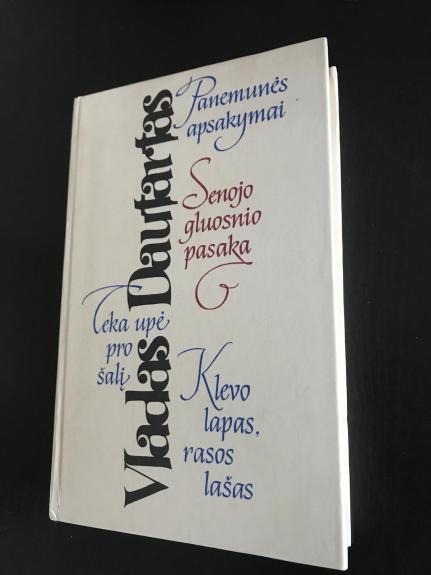 Vladas Dautartas
Panemunės
apsakymai
Senojo
gluosnio
pasaka
Teka upė
pro
šalį
Klevo
lapas,
rasos
lašas